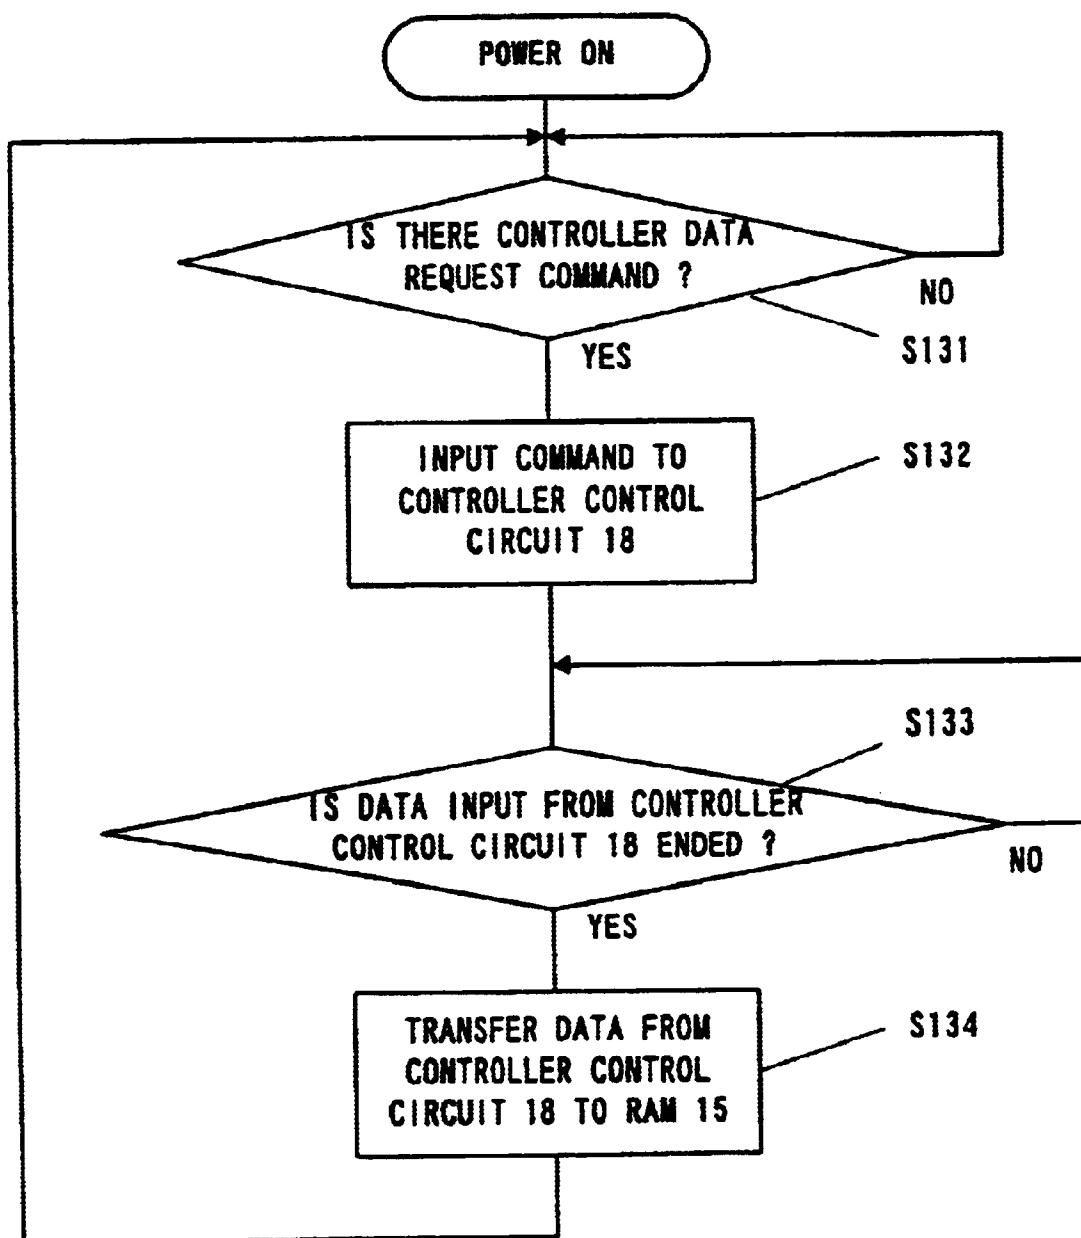 POWER ON
IS THERE CONTROLLER DATA
REQUEST COMMAND ?
NO
S131
YES
INPUT COMMAND TO
CONTROLLER CONTROL
CIRCUIT 18
S132
S133
IS DATA INPUT FROM CONTROLLER
CONTROL CIRCUIT 18 ENDED ?
NO
YES
TRANSFER DATA FROM
CONTROLLER CONTROL
CIRCUIT 18 TO RAM 15
S134